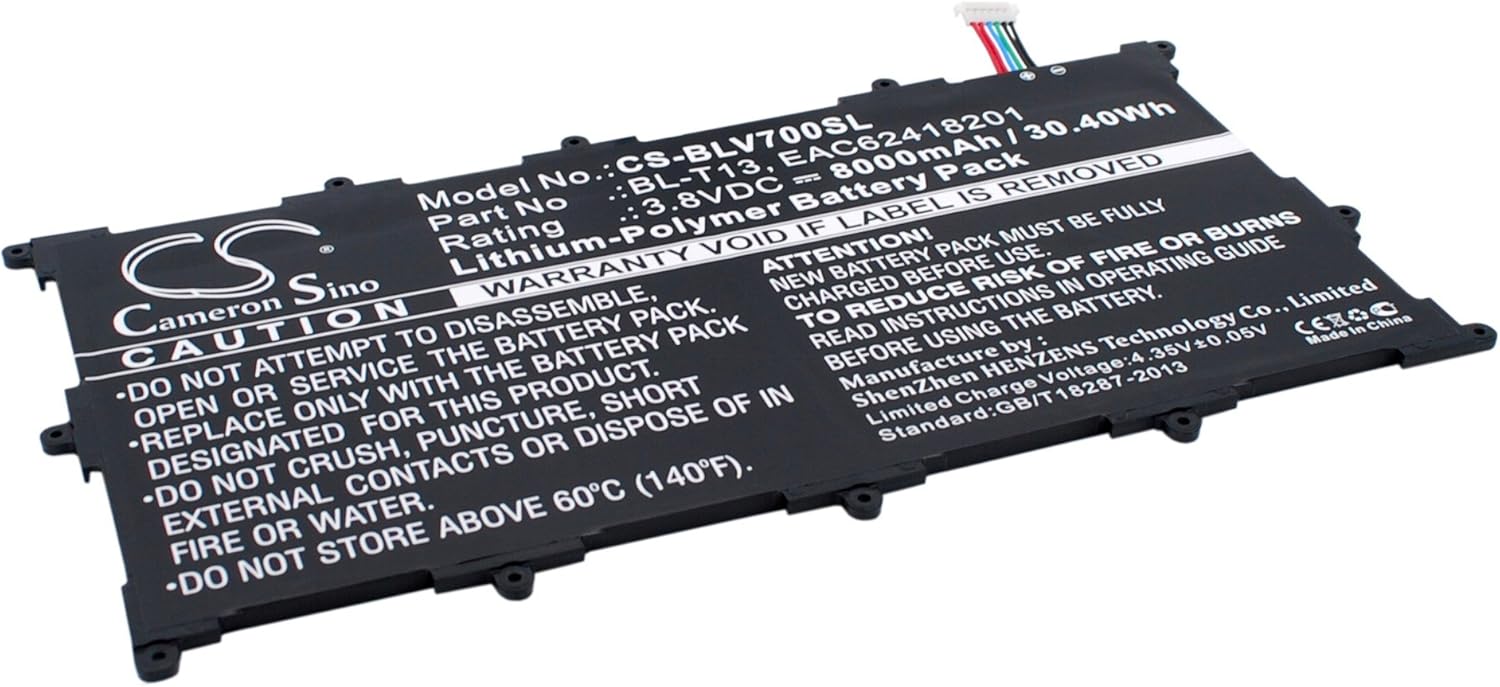 CS®
Cameron Sino
Model No.: CS-BLV700SL
Part No : BL-T13, EAC62418201
Rating : 3.8VDC ⎓ 8000mAh / 30.40Wh
Lithium-Polymer Battery Pack
WARRANTY VOID IF LABEL IS BROKEN
CAUTION
•DO NOT ATTEMPT TO DISASSEMBLE,
OPEN OR SERVICE THE BATTERY PACK.
•REPLACE ONLY WITH THE BATTERY PACK
DESIGNATED FOR THIS PRODUCT.
•DO NOT CRUSH, PUNCTURE, SHORT
EXTERNAL CONTACTS OR DISPOSE OF IN
FIRE OR WATER.
•DO NOT STORE ABOVE 60°C (140°F).
ATTENTION!
NEW BATTERY PACK MUST BE FULLY
CHARGED BEFORE USE.
TO REDUCE RISK OF FIRE OR BURNS
READ INSTRUCTIONS BEFORE CHARGING
BEFORE USING THE BATTERY.
Manufacture by:
ShenZhen HENZENS Technology Co., Limited
Limited Charge Voltage:4.35V±0.05V
Standard:GB/T18287-2013
CE
Made in China
+ −